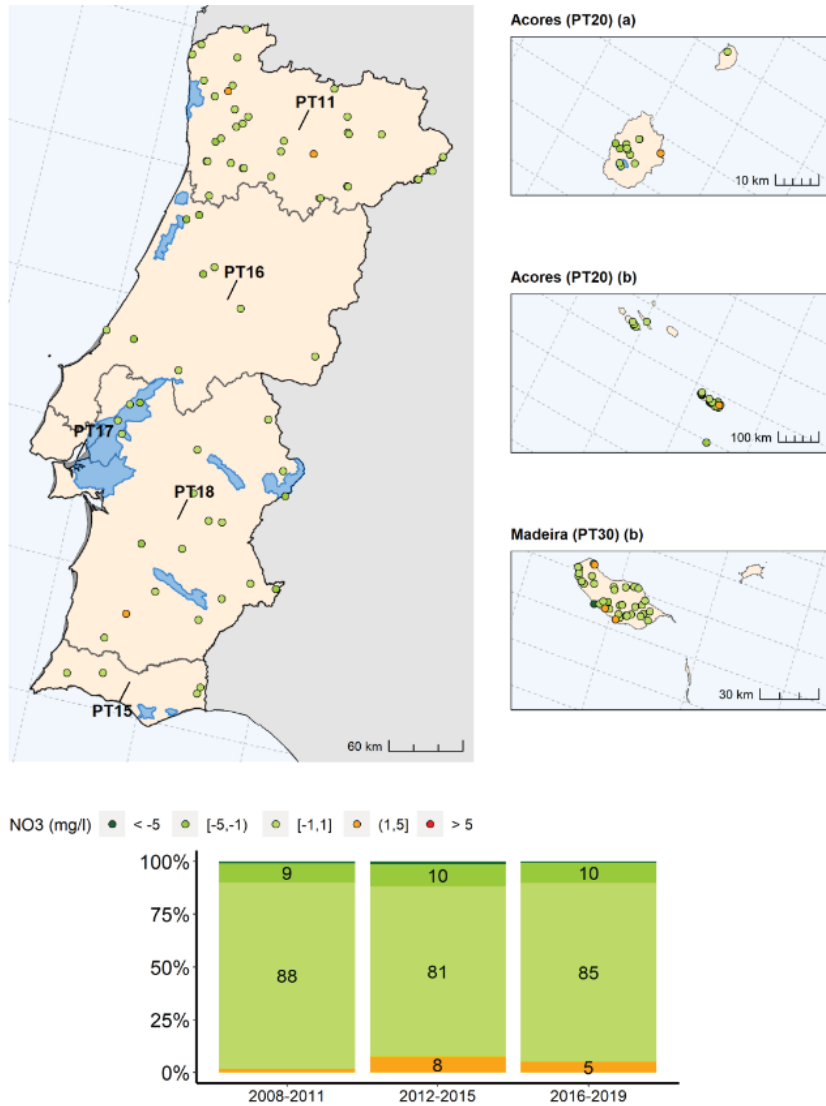 Acores (PT20) (a)
PT11
10 km
PT16
Acores (PT20) (b)
100 km
PT17
PT18
Madeira (PT30) (b)
PT15
60 km
30 km
NO3 (mg/l) < -5 [-5,-1) [-1,1] (1,5] > 5
100%
75%
50%
25%
0%
9
10
10
88
81
85
8
5
2008-2011
2012-2015
2016-2019